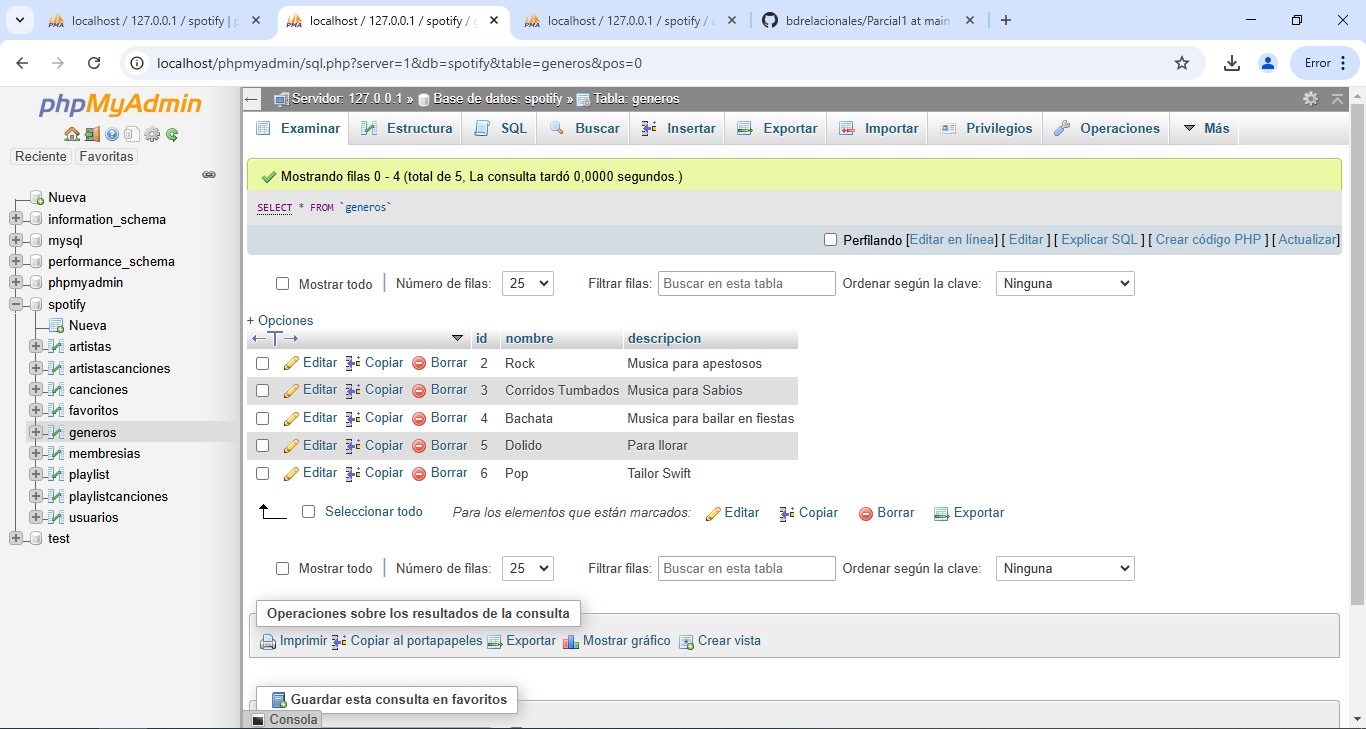 localhost / 127.0.0.1 / spotify | p
localhost / 127.0.0.1 / spotify / g
localhost / 127.0.0.1 / spotify / a
bdrelacionales/Parcial1 at main
localhost/phpmyadmin/sql.php?server=1&db=spotify&table=generos&pos=0
Error
phpMyAdmin
Reciente Favoritas
Nueva
information_schema
mysql
performance_schema
phpmyadmin
spotify
Nueva
artistas
artistascanciones
canciones
favoritos
generos
membresias
playlist
playlistcanciones
usuarios
test
Servidor: 127.0.0.1 » Base de datos: spotify » Tabla: generos
Examinar Estructura SQL Buscar Insertar Exportar Importar Privilegios Operaciones Más
Mostrando filas 0 - 4 (total de 5, La consulta tardó 0,0000 segundos.)
SELECT * FROM `generos`
Perfilando [Editar en línea] [ Editar ] [ Explicar SQL ] [ Crear código PHP ] [ Actualizar]
Mostrar todo Número de filas: 25 Filtrar filas: Buscar en esta tabla Ordenar según la clave: Ninguna
+ Opciones
←T→ id nombre descripcion
Editar Copiar Borrar 2 Rock Musica para apestosos
Editar Copiar Borrar 3 Corridos Tumbados Musica para Sabios
Editar Copiar Borrar 4 Bachata Musica para bailar en fiestas
Editar Copiar Borrar 5 Dolido Para llorar
Editar Copiar Borrar 6 Pop Tailor Swift
Seleccionar todo Para los elementos que están marcados: Editar Copiar Borrar Exportar
Mostrar todo Número de filas: 25 Filtrar filas: Buscar en esta tabla Ordenar según la clave: Ninguna
Operaciones sobre los resultados de la consulta
Imprimir Copiar al portapapeles Exportar Mostrar gráfico Crear vista
Guardar esta consulta en favoritos
Consola